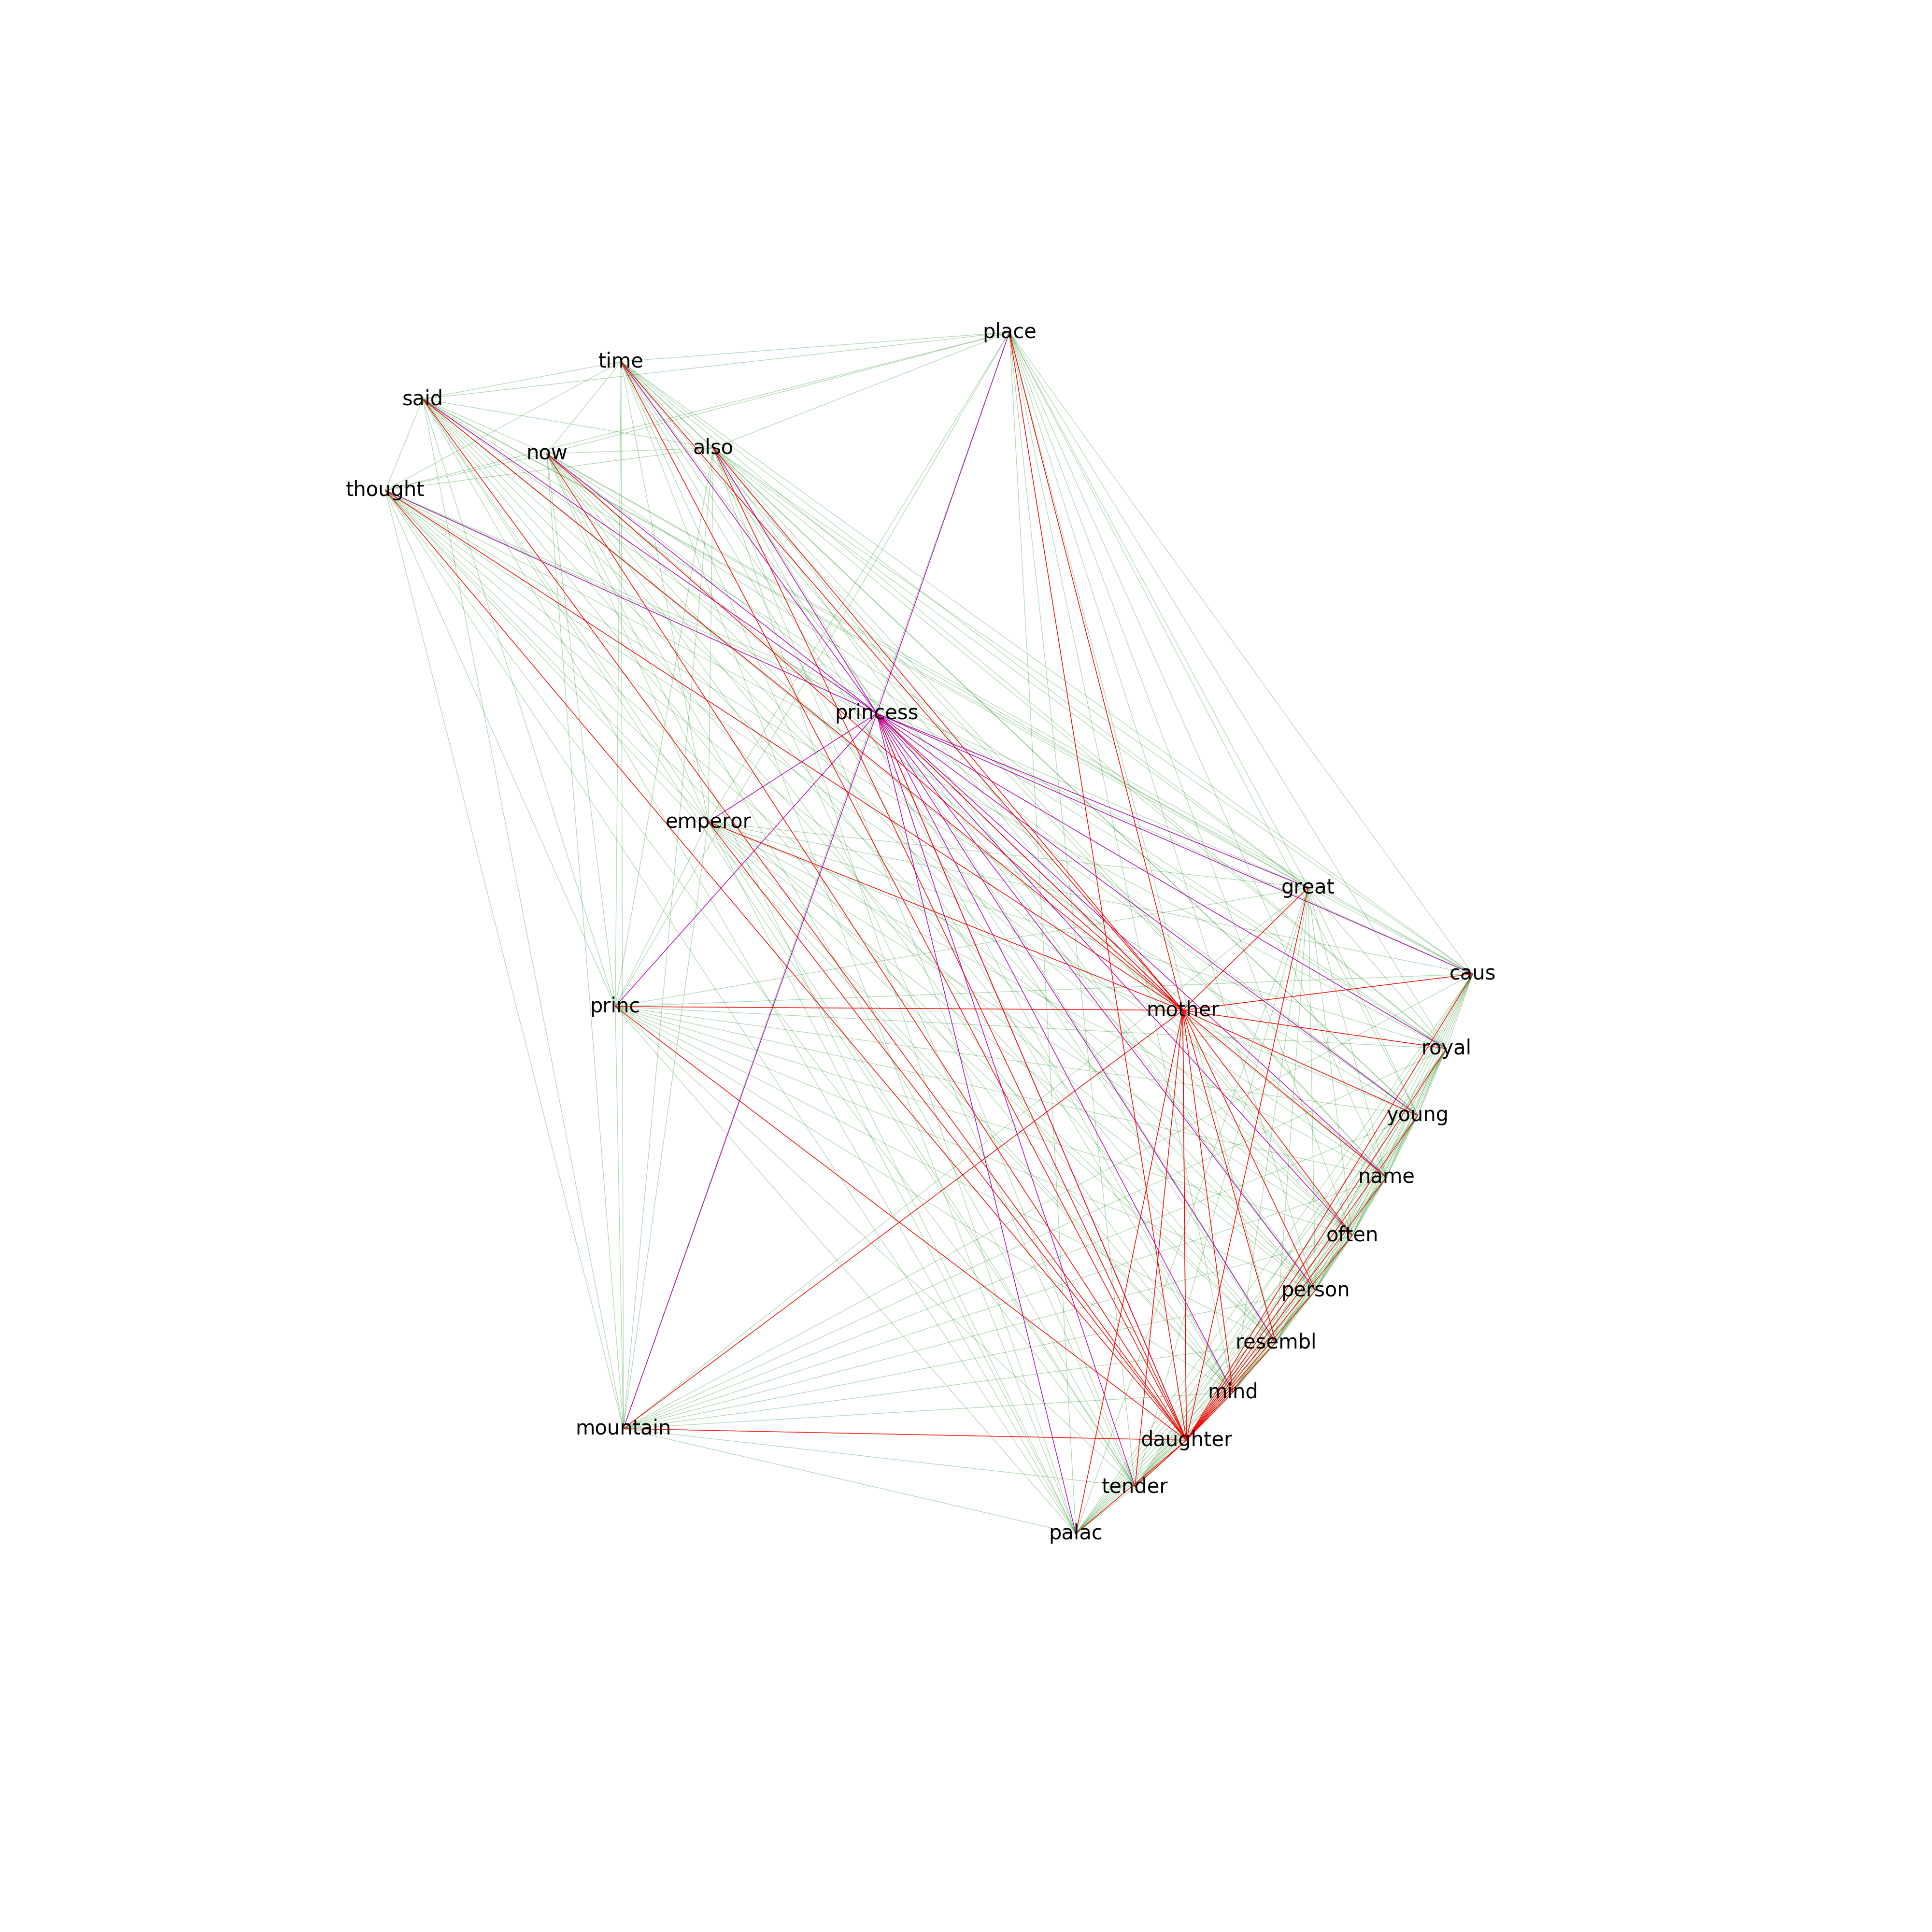 place
time
said
also
now
thought
princess
emperor
great
caus
princ
mother
royal
young
name
often
person
resembl
mind
mountain
daughter
tender
palac